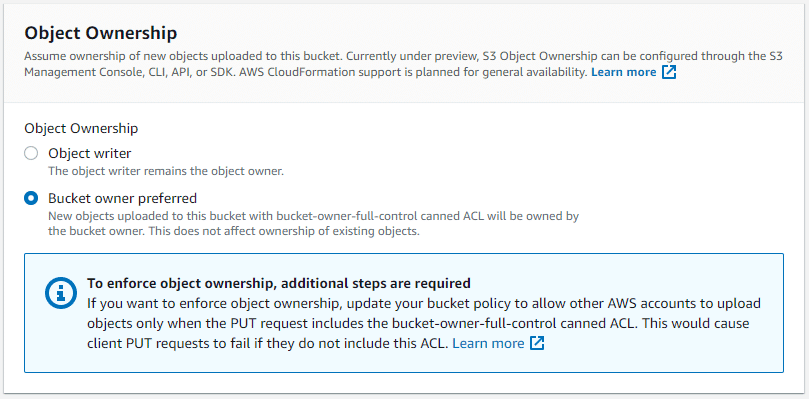 Object Ownership
Assume ownership of new objects uploaded to this bucket. Currently under preview, S3 Object Ownership can be configured through the S3
Management Console, CLI, API, or SDK. AWS CloudFormation support is planned for general availability. Learn more
Object Ownership
Object writer
The object writer remains the object owner.
Bucket owner preferred
New objects uploaded to this bucket with bucket-owner-full-control canned ACL will be owned by
the bucket owner. This does not affect ownership of existing objects.
To enforce object ownership, additional steps are required
If you want to enforce object ownership, update your bucket policy to allow other AWS accounts to upload
objects only when the PUT request includes the bucket-owner-full-control canned ACL. This would cause
client PUT requests to fail if they do not include this ACL. Learn more